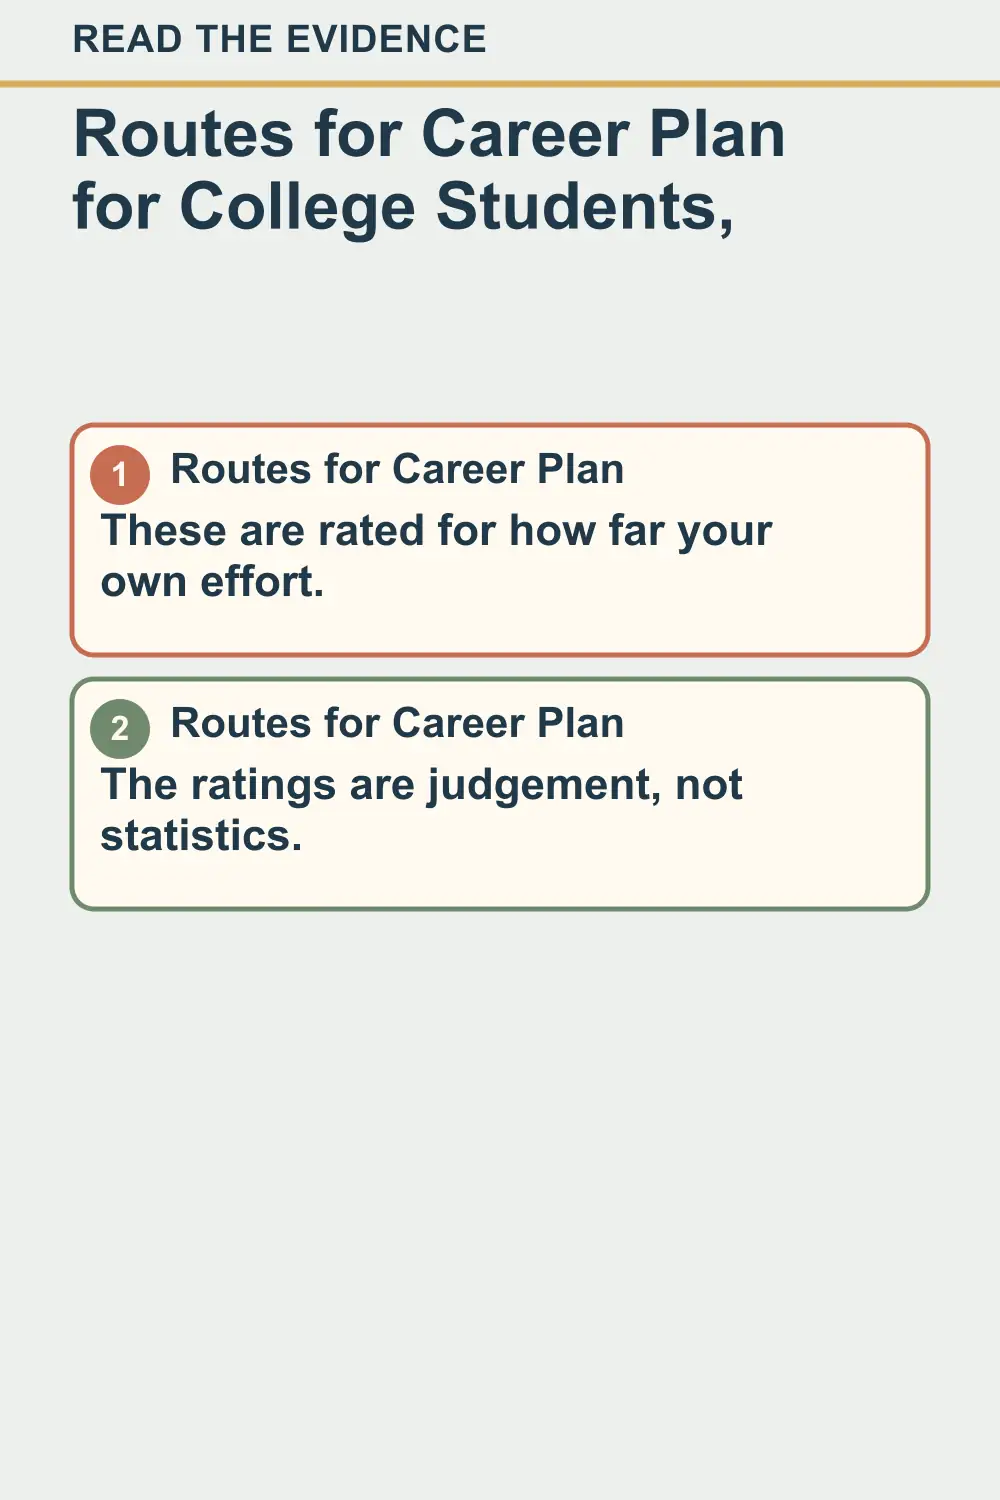 READ THE EVIDENCE
Routes for Career Plan
for College Students,
1 Routes for Career Plan
These are rated for how far your
own effort.
2 Routes for Career Plan
The ratings are judgement, not
statistics.